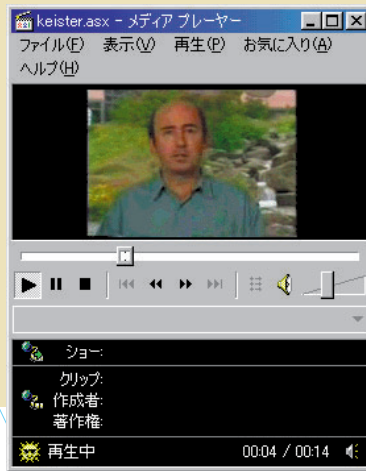 keister.asx - メディア プレーヤー
ファイル(F) 表示(V) 再生(P) お気に入り(A)
ヘルプ(H)
ショー:
クリップ:
作成者:
著作権:
再生中 00:04 / 00:14